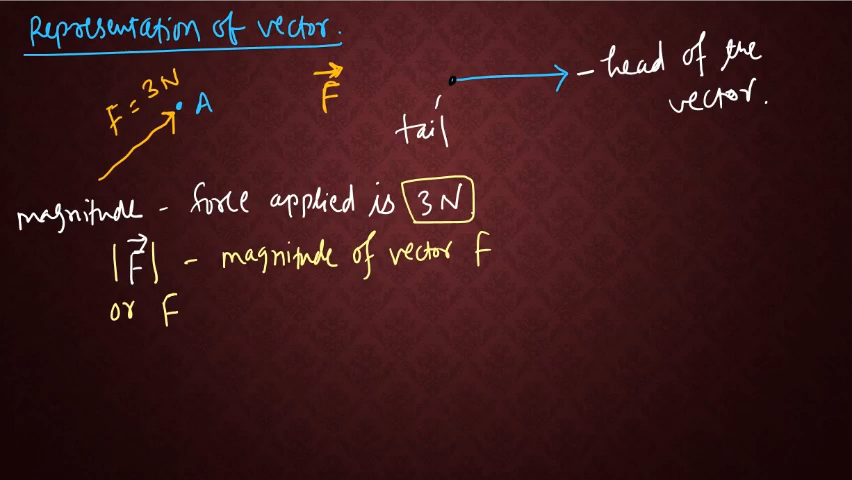 Representation of vector.
F = 3N
A
F⃗
tail
- head of the
vector.
magnitude - force applied is 3N
|F⃗| - magnitude of vector F
or F